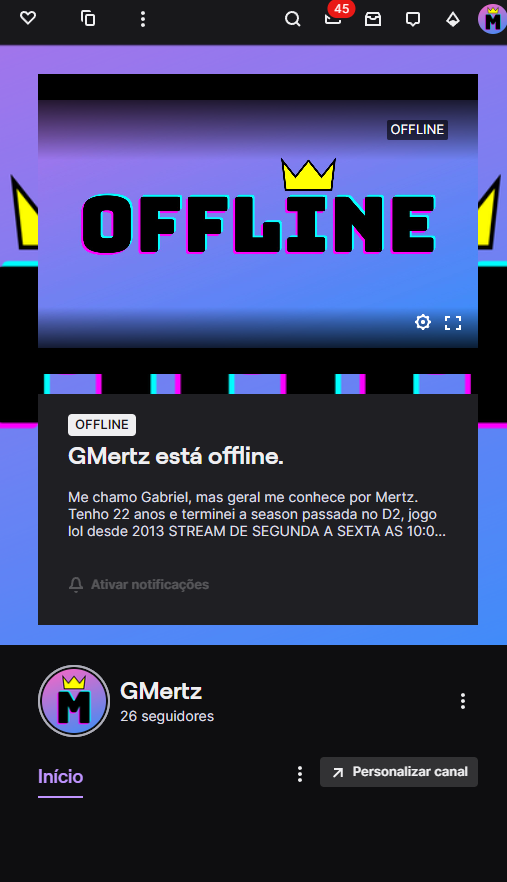 45
OFFLINE
OFFLINE
OFFLINE
GMertz está offline.
Me chamo Gabriel, mas geral me conhece por Mertz.
Tenho 22 anos e terminei a season passada no D2, jogo
lol desde 2013 STREAM DE SEGUNDA A SEXTA AS 10:0...
Ativar notificações
M
GMertz
26 seguidores
Início
Personalizar canal